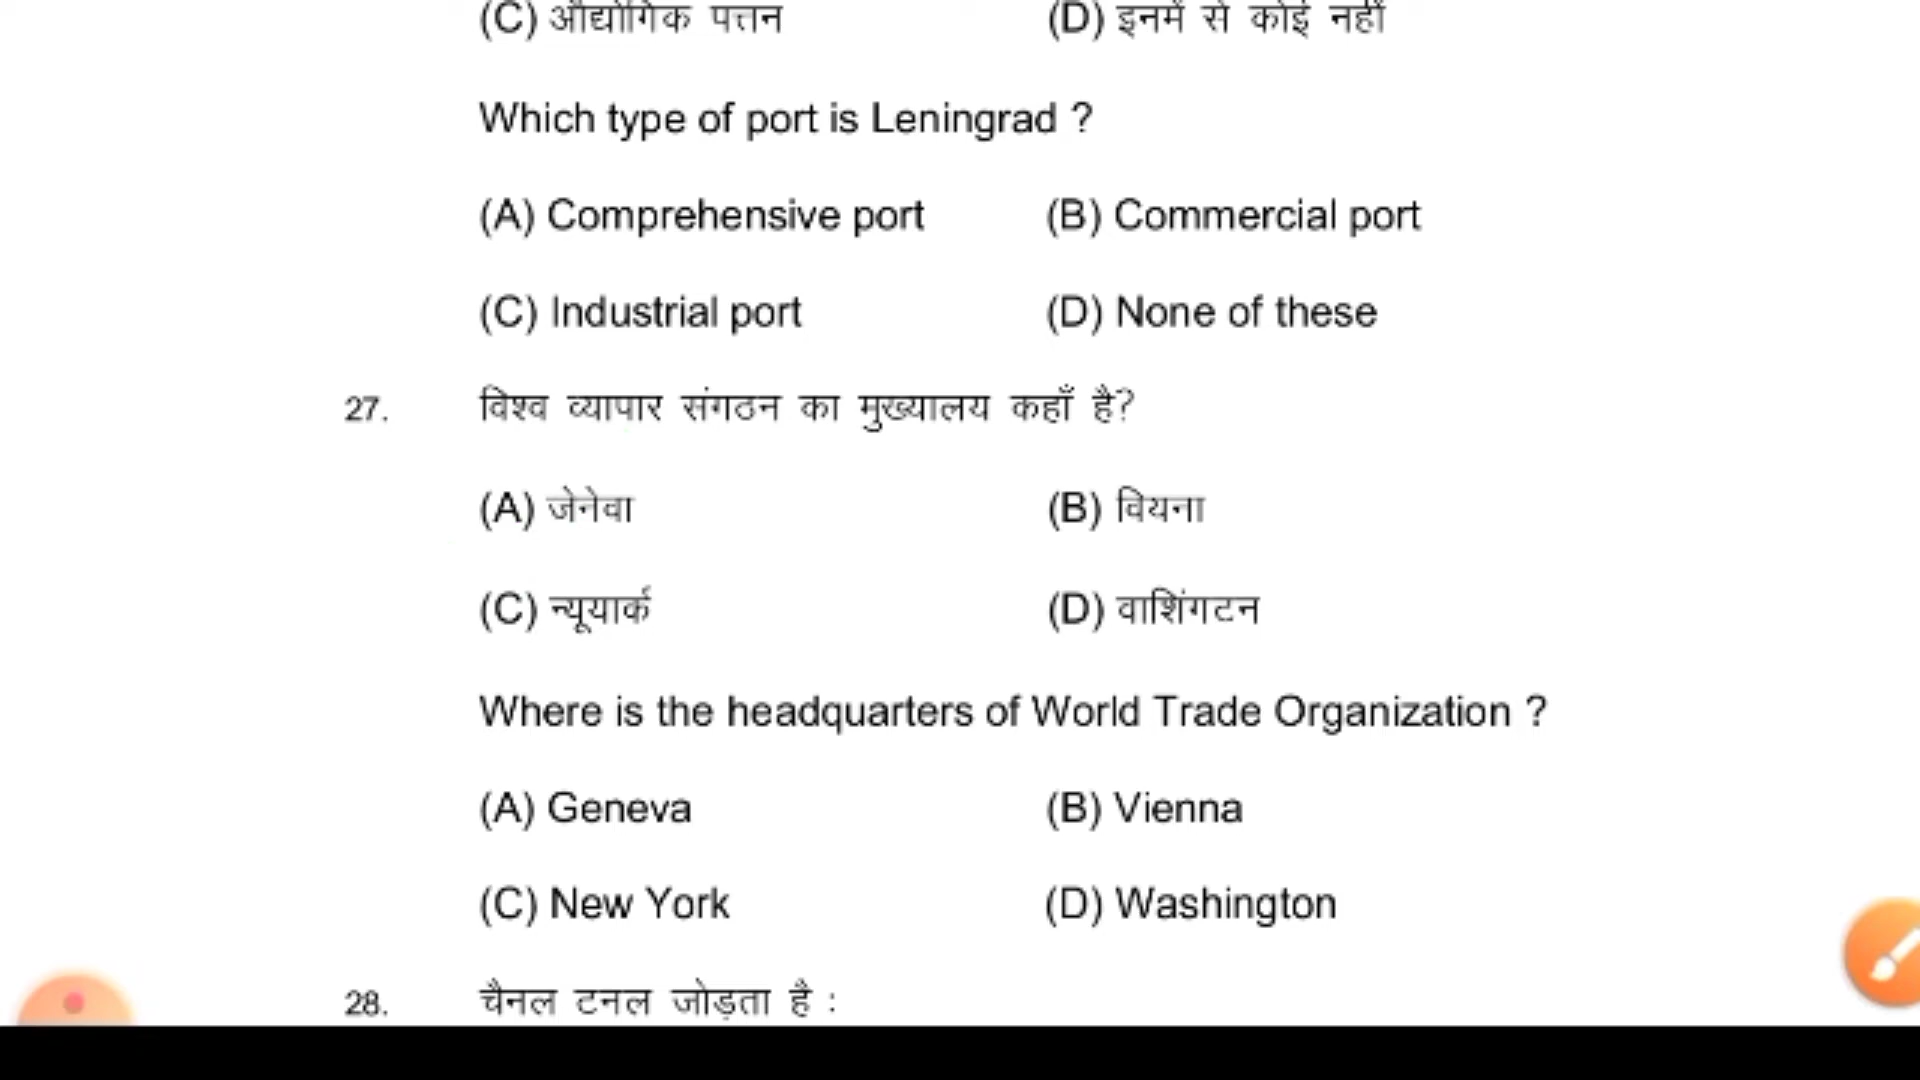 (C) औद्योगिक पत्तन (D) इनमें से कोई नहीं
Which type of port is Leningrad ?
(A) Comprehensive port (B) Commercial port
(C) Industrial port (D) None of these
27. विश्व व्यापार संगठन का मुख्यालय कहाँ है?
(A) जेनेवा (B) वियना
(C) न्यूयार्क (D) वाशिंगटन
Where is the headquarters of World Trade Organization ?
(A) Geneva (B) Vienna
(C) New York (D) Washington
28. चैनल टनल जोड़ता है :